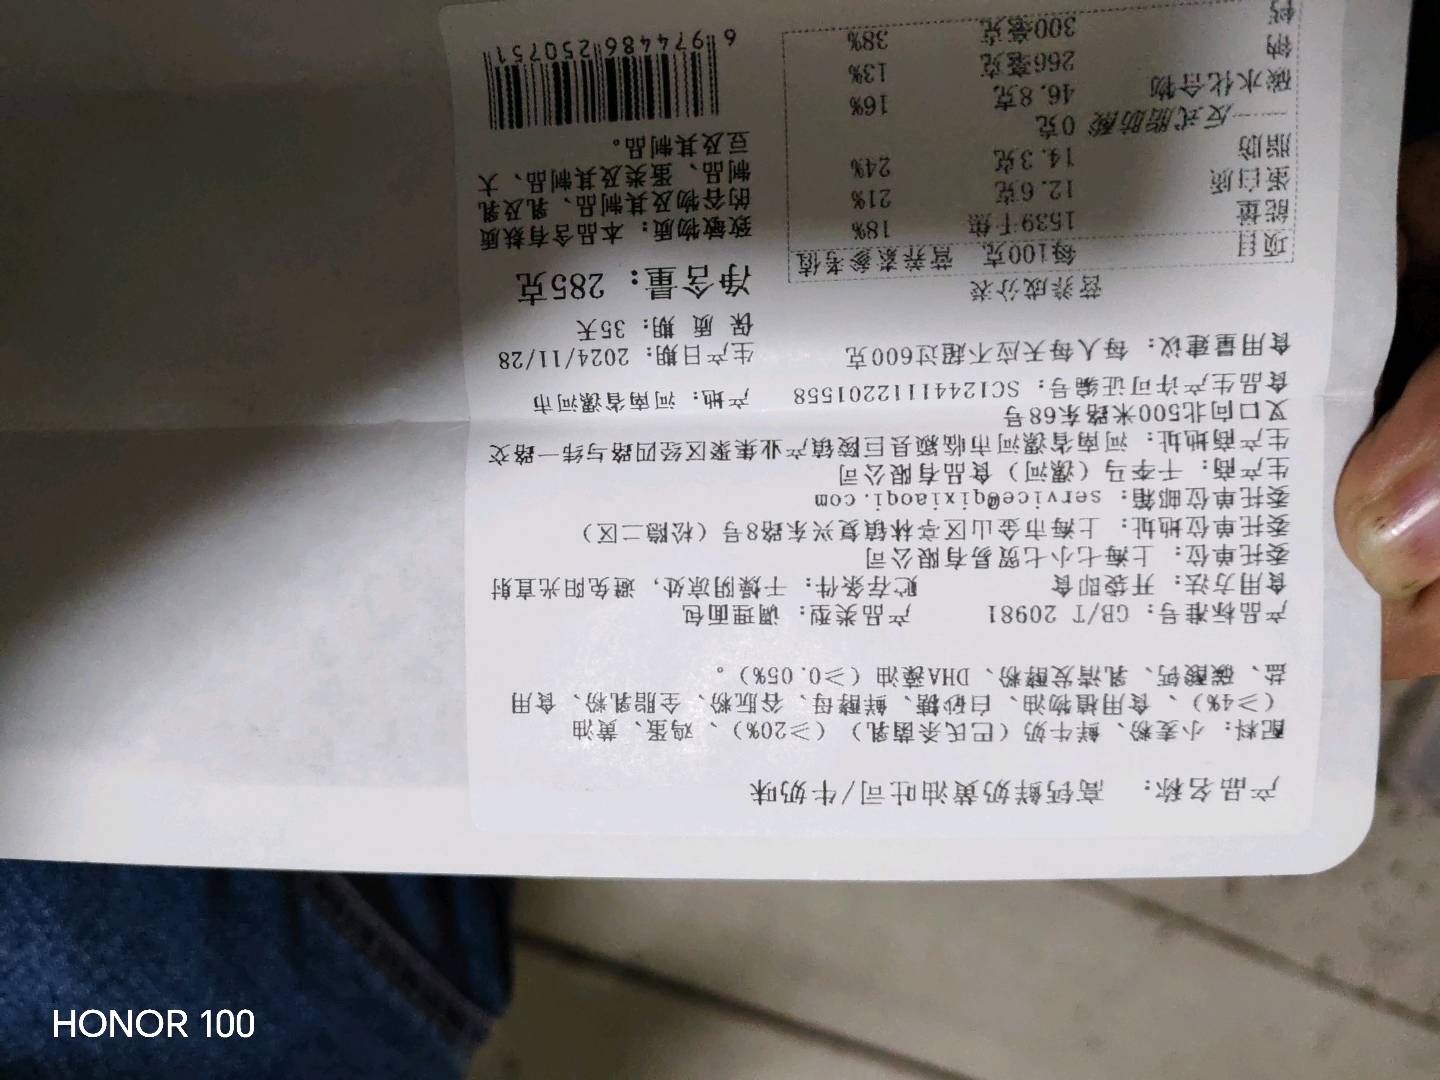 产品名称： 高钙鲜奶黄油吐司/牛奶味
配料：小麦粉、鲜牛奶（巴氏杀菌乳）（≥20%）、鸡蛋、黄油
（≥4%）、食用植物油、白砂糖、鲜酵母、谷朊粉、全脂乳粉、食用
盐、碳酸钙、乳清发酵粉、DHA藻油（≥0.05%）。
产品标准号：GB/T 20981 产品类型：调理面包
食用方法：开袋即食 贮存条件：干燥阴凉处，避免阳光直射
委托单位：上海七小七贸易有限公司
委托单位地址：上海市金山区亭林镇复兴东路8号（松隐二区）
委托单位邮箱：service@qixiaoqi.com
生产商：千李马（漯河）食品有限公司
生产商地址：河南省漯河市临颍县巨陵镇产业集聚区经四路与纬一路交
叉口向北500米路东68号
食品生产许可证编号：SC12441112201558 产地：河南省漯河市
食用量建议：每人每天应不超过600克
生产日期：2024/11/28
保 质 期：35天
净含量：285克
致敏物质：本品含有麸质
的谷物及其制品、乳及乳
制品、蛋类及其制品、大
豆及其制品。
6 974486 250751
营养成分表
项目 每100克 营养素参考值
能量 1539千焦 18%
蛋白质 12.6克 21%
脂肪 14.3克 24%
——反式脂肪酸 0克
碳水化合物 46.8克 16%
钠 266毫克 13%
钙 300毫克 38%
HONOR 100